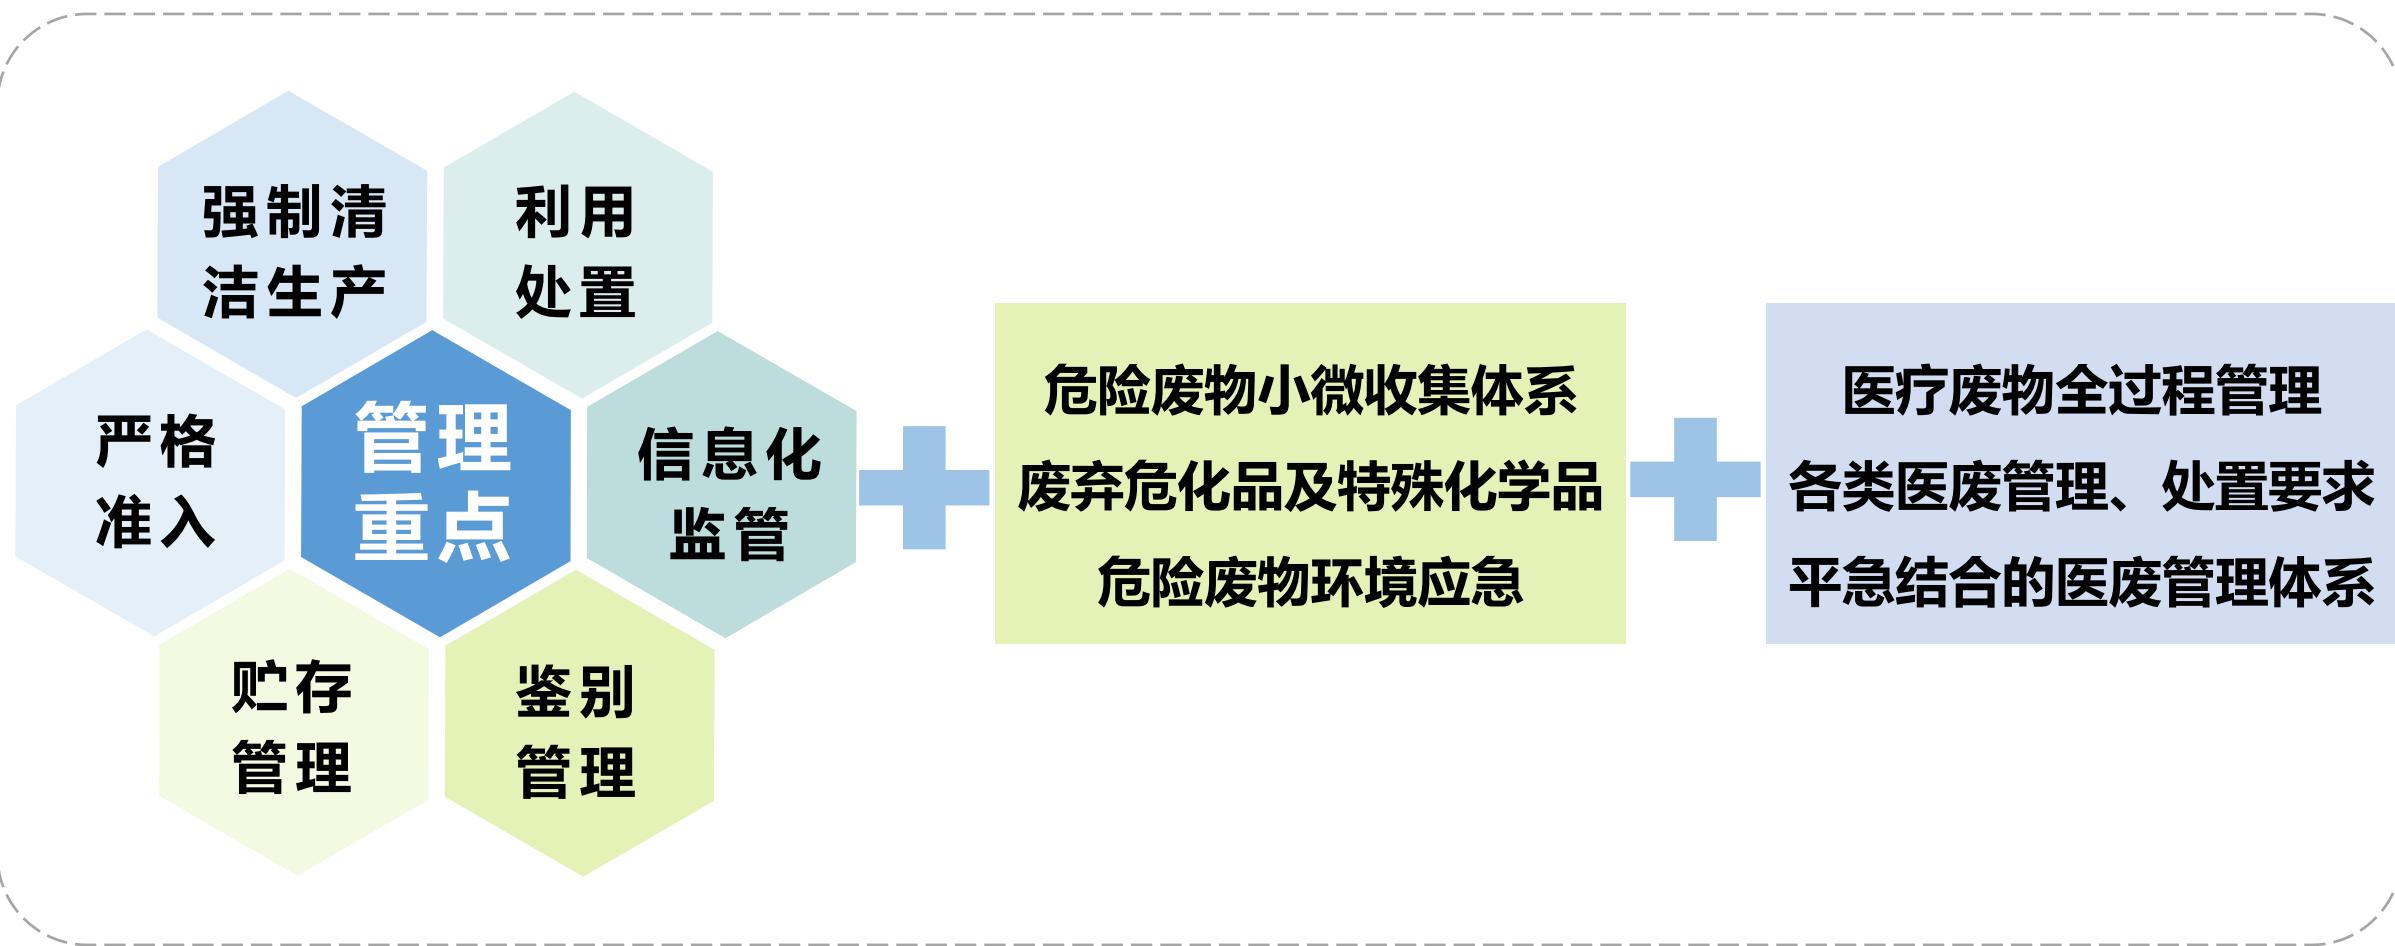 强制清
洁生产
利用
处置
严格
准入
管理
重点
信息化
监管
贮存
管理
鉴别
管理
危险废物小微收集体系
废弃危化品及特殊化学品
危险废物环境应急
医疗废物全过程管理
各类医废管理、处置要求
平急结合的医废管理体系